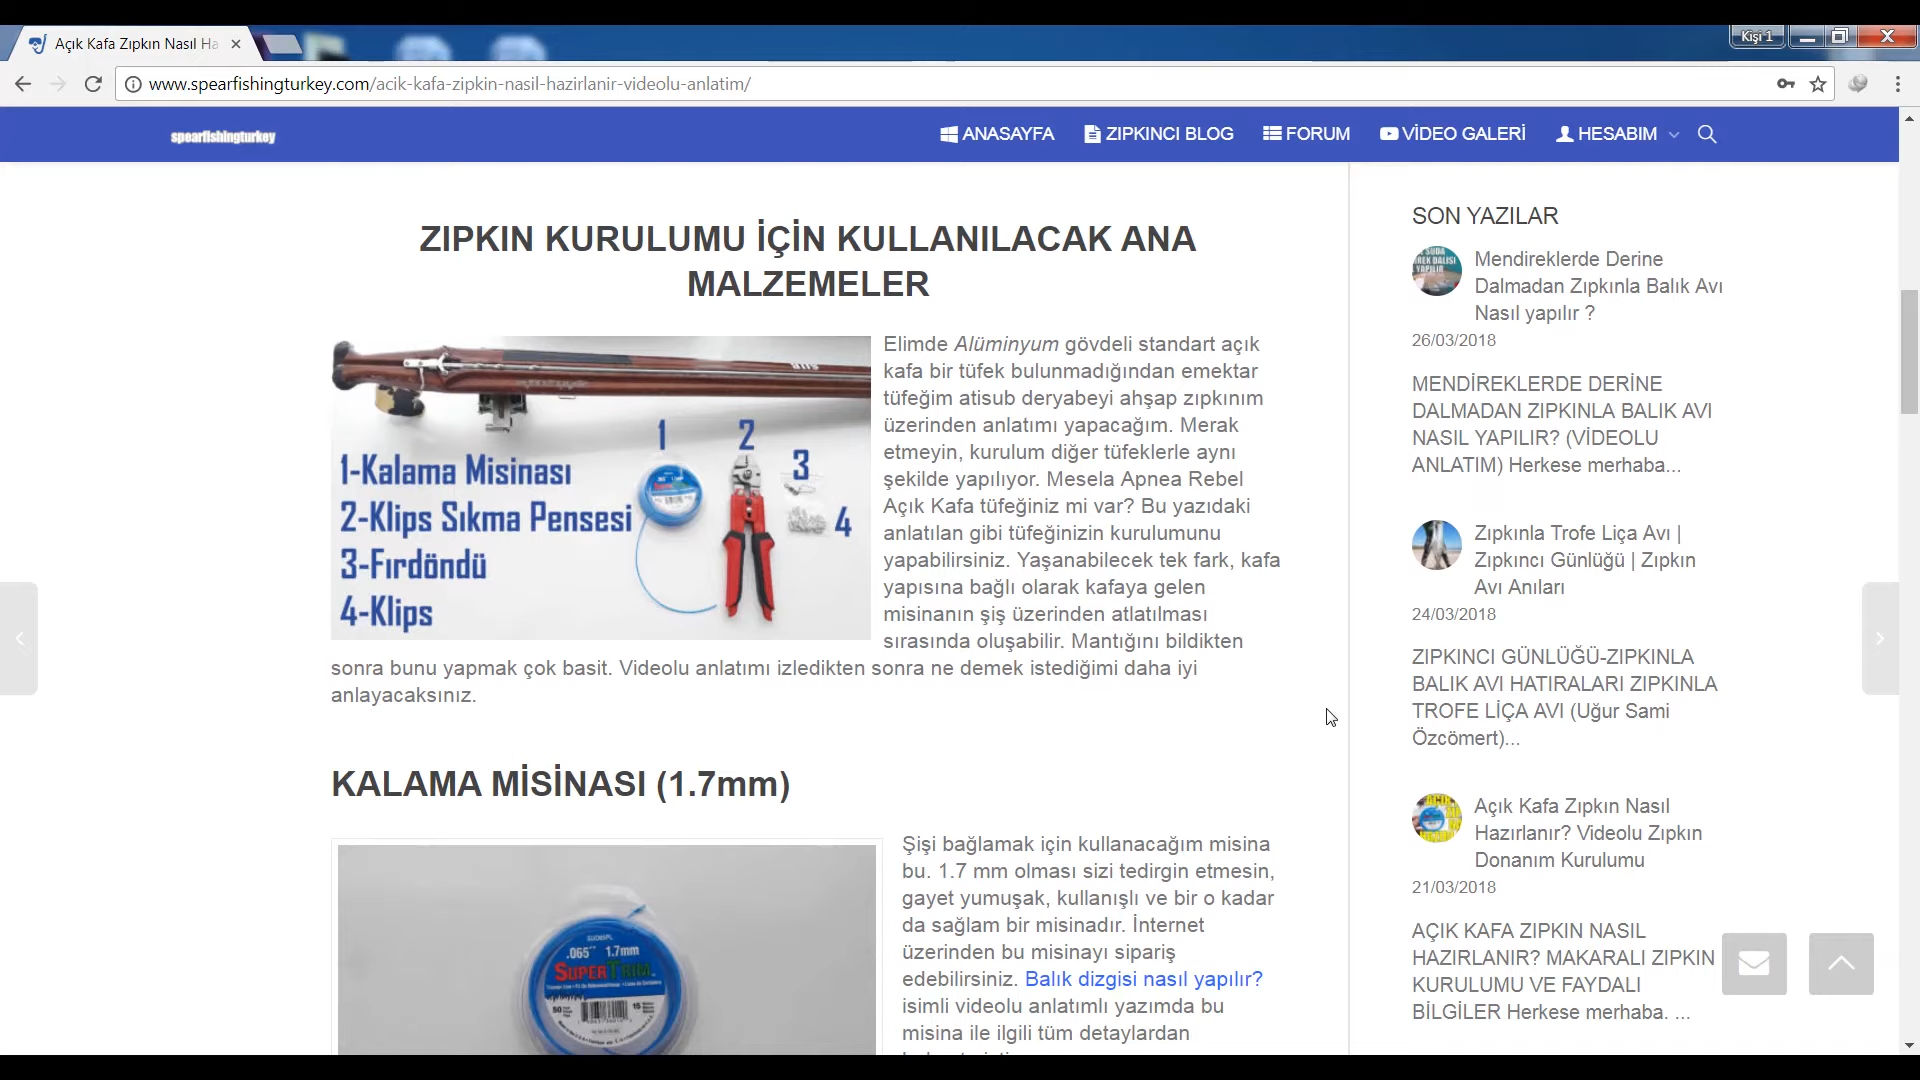 Açık Kafa Zıpkın Nasıl Ha
Kişi 1
www.spearfishingturkey.com/acik-kafa-zipkin-nasil-hazirlanir-videolu-anlatim/
spearfishingturkey
ANASAYFA
ZIPKINCI BLOG
FORUM
VİDEO GALERİ
HESABIM
ZIPKIN KURULUMU İÇİN KULLANILACAK ANA
MALZEMELER
1
2
3
4
1-Kalama Misinası
2-Klips Sıkma Pensesi
3-Fırdöndü
4-Klips
Elimde Alüminyum gövdeli standart açık
kafa bir tüfek bulunmadığından emektar
tüfeğim atisub deryabeyi ahşap zıpkınım
üzerinden anlatımı yapacağım. Merak
etmeyin, kurulum diğer tüfeklerle aynı
şekilde yapılıyor. Mesela Apnea Rebel
Açık Kafa tüfeğiniz mi var? Bu yazıdaki
anlatılan gibi tüfeğinizin kurulumunu
yapabilirsiniz. Yaşanabilecek tek fark, kafa
yapısına bağlı olarak kafaya gelen
misinanın şiş üzerinden atlatılması
sırasında oluşabilir. Mantığını bildikten
sonra bunu yapmak çok basit. Videolu anlatımı izledikten sonra ne demek istediğimi daha iyi
anlayacaksınız.
KALAMA MİSİNASI (1.7mm)
.065" 1.7mm
SUPERTRIM
Şişi bağlamak için kullanacağım misina
bu. 1.7 mm olması sizi tedirgin etmesin,
gayet yumuşak, kullanışlı ve bir o kadar
da sağlam bir misinadır. İnternet
üzerinden bu misinayı sipariş
edebilirsiniz. Balık dizgisi nasıl yapılır?
isimli videolu anlatımlı yazımda bu
misina ile ilgili tüm detaylardan
SON YAZILAR
Mendireklerde Derine
Dalmadan Zıpkınla Balık Avı
Nasıl yapılır ?
26/03/2018
MENDİREKLERDE DERİNE
DALMADAN ZIPKINLA BALIK AVI
NASIL YAPILIR? (VİDEOLU
ANLATIM) Herkese merhaba...
Zıpkınla Trofe Liça Avı |
Zıpkıncı Günlüğü | Zıpkın
Avı Anıları
24/03/2018
ZIPKINCI GÜNLÜĞÜ-ZIPKINLA
BALIK AVI HATIRALARI ZIPKINLA
TROFE LİÇA AVI (Uğur Sami
Özcömert)...
Açık Kafa Zıpkın Nasıl
Hazırlanır? Videolu Zıpkın
Donanım Kurulumu
21/03/2018
AÇIK KAFA ZIPKIN NASIL
HAZIRLANIR? MAKARALI ZIPKIN
KURULUMU VE FAYDALI
BİLGİLER Herkese merhaba. ...